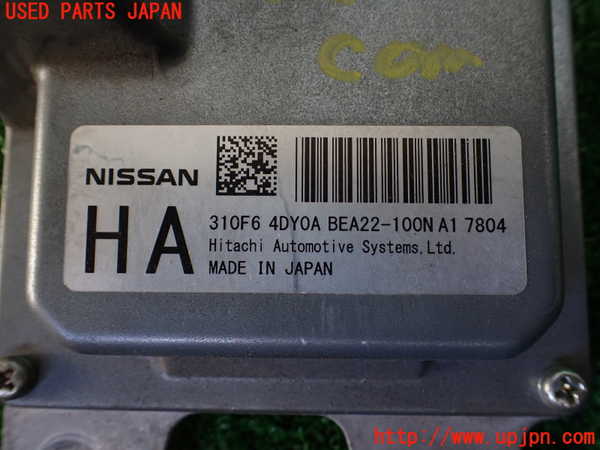 USED PARTS JAPAN
COM
NISSAN
HA
310F6 4DY0A BEA22-100N A1 7804
Hitachi Automotive Systems,Ltd.
MADE IN JAPAN
UPJ
http://www.upjpn.com